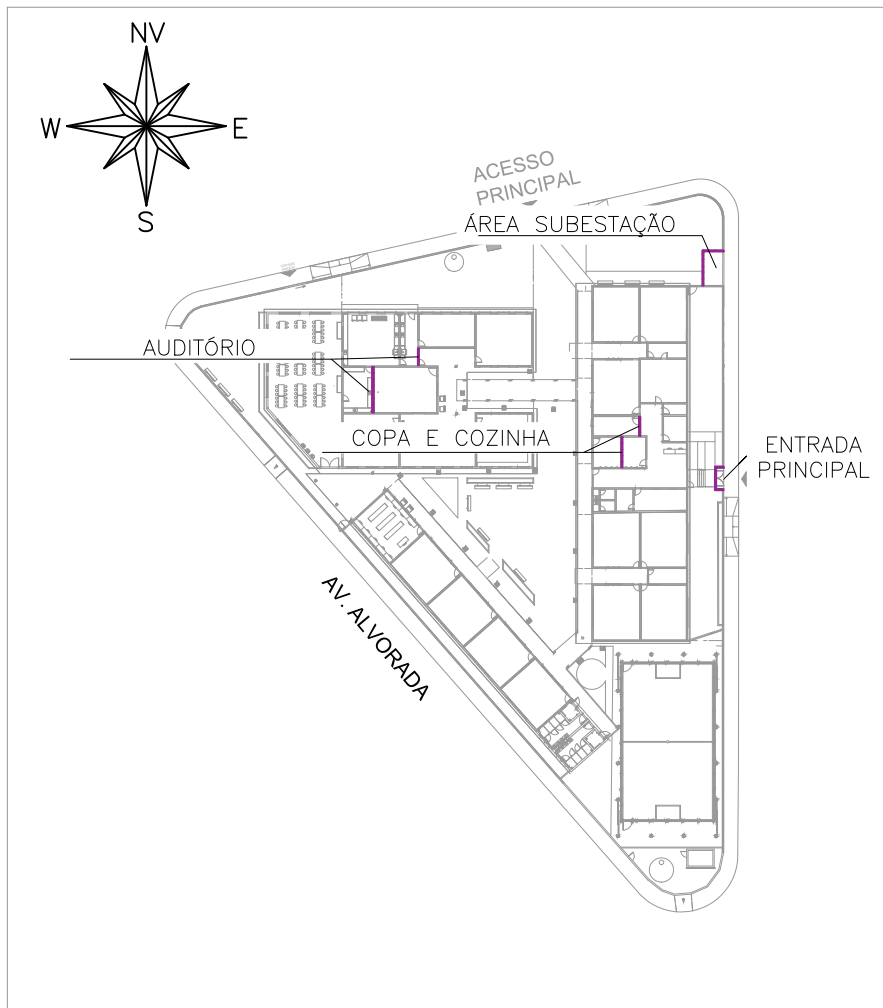 NV
W
E
S
ACESSO
PRINCIPAL
ÁREA SUBESTAÇÃO
AUDITÓRIO
COPA E COZINHA
ENTRADA
PRINCIPAL
AV. ALVORADA